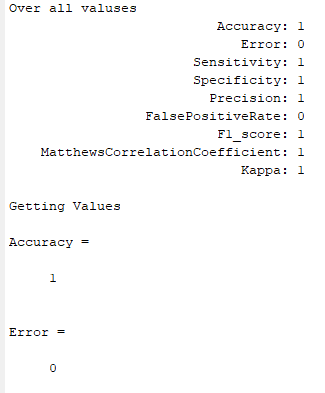 Over all valuses
Accuracy: 1
Error: 0
Sensitivity: 1
Specificity: 1
Precision: 1
FalsePositiveRate: 0
F1_score: 1
MatthewsCorrelationCoefficient: 1
Kappa: 1
Getting Values
Accuracy =
1
Error =
0